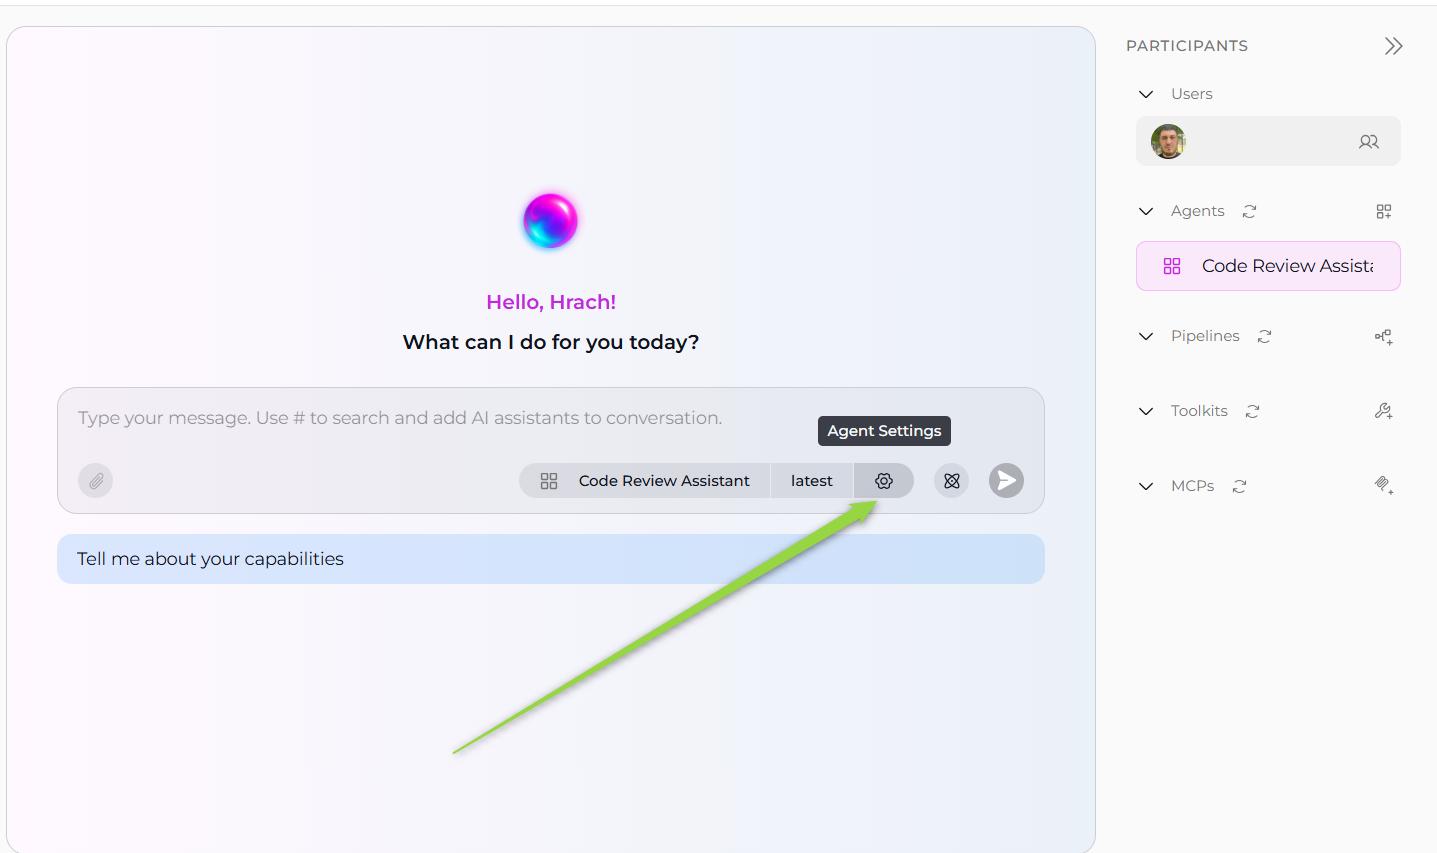 Hello, Hrach!
What can I do for you today?
Type your message. Use # to search and add AI assistants to conversation.
Agent Settings
Code Review Assistant
latest
Tell me about your capabilities
PARTICIPANTS
Users
Agents
Code Review Assista
Pipelines
Toolkits
MCPs